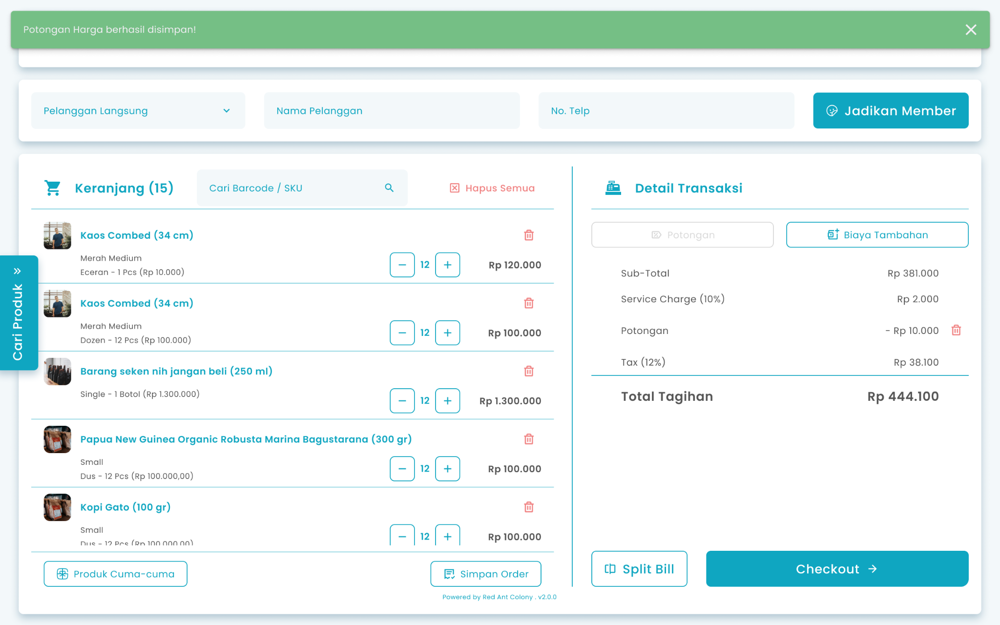 Potongan Harga berhasil disimpan!
Pelanggan Langsung
Nama Pelanggan
No. Telp
Jadikan Member
Keranjang (15)
Cari Barcode / SKU
Hapus Semua
Kaos Combed (34 cm)
Merah Medium
Eceran - 1 Pcs (Rp 10.000)
12
Rp 120.000
Kaos Combed (34 cm)
Merah Medium
Dozen - 12 Pcs (Rp 100.000)
12
Rp 100.000
Barang seken nih jangan beli (250 ml)
Single - 1 Botol (Rp 1.300.000)
12
Rp 1.300.000
Papua New Guinea Organic Robusta Marina Bagustarana (300 gr)
Small
Dus - 12 Pcs (Rp 100.000,00)
12
Rp 100.000
Kopi Gato (100 gr)
Small
Dus - 12 Pcs (Rp 100.000,00)
12
Rp 100.000
Cari Produk
Produk Cuma-cuma
Simpan Order
Detail Transaksi
Potongan
Biaya Tambahan
Sub-Total
Rp 381.000
Service Charge (10%)
Rp 2.000
Potongan
- Rp 10.000
Tax (12%)
Rp 38.100
Total Tagihan
Rp 444.100
Split Bill
Checkout
Powered by Red Ant Colony . v2.0.0